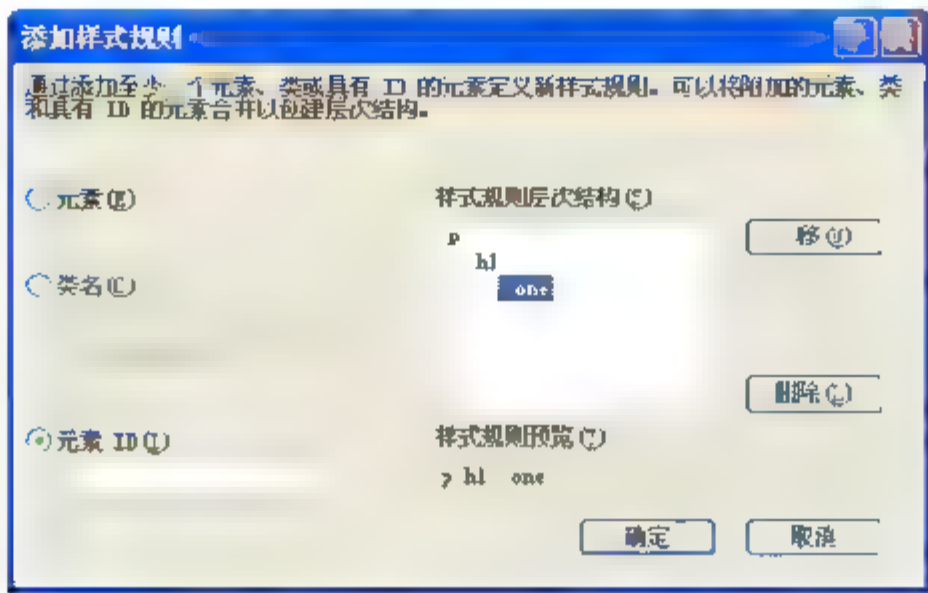 添加样式规则
通过添加至少 个元素、类或具有 ID 的元素定义新样式规则。可以将附加的元素、类
和具有 ID 的元素合并以创建层次结构。
元素(E)
样式规则层次结构(S)
移(U)
p
h1
one
类名(C)
删除(L)
元素 ID(I)
样式规则预览(T)
p h1 one
确定
取消